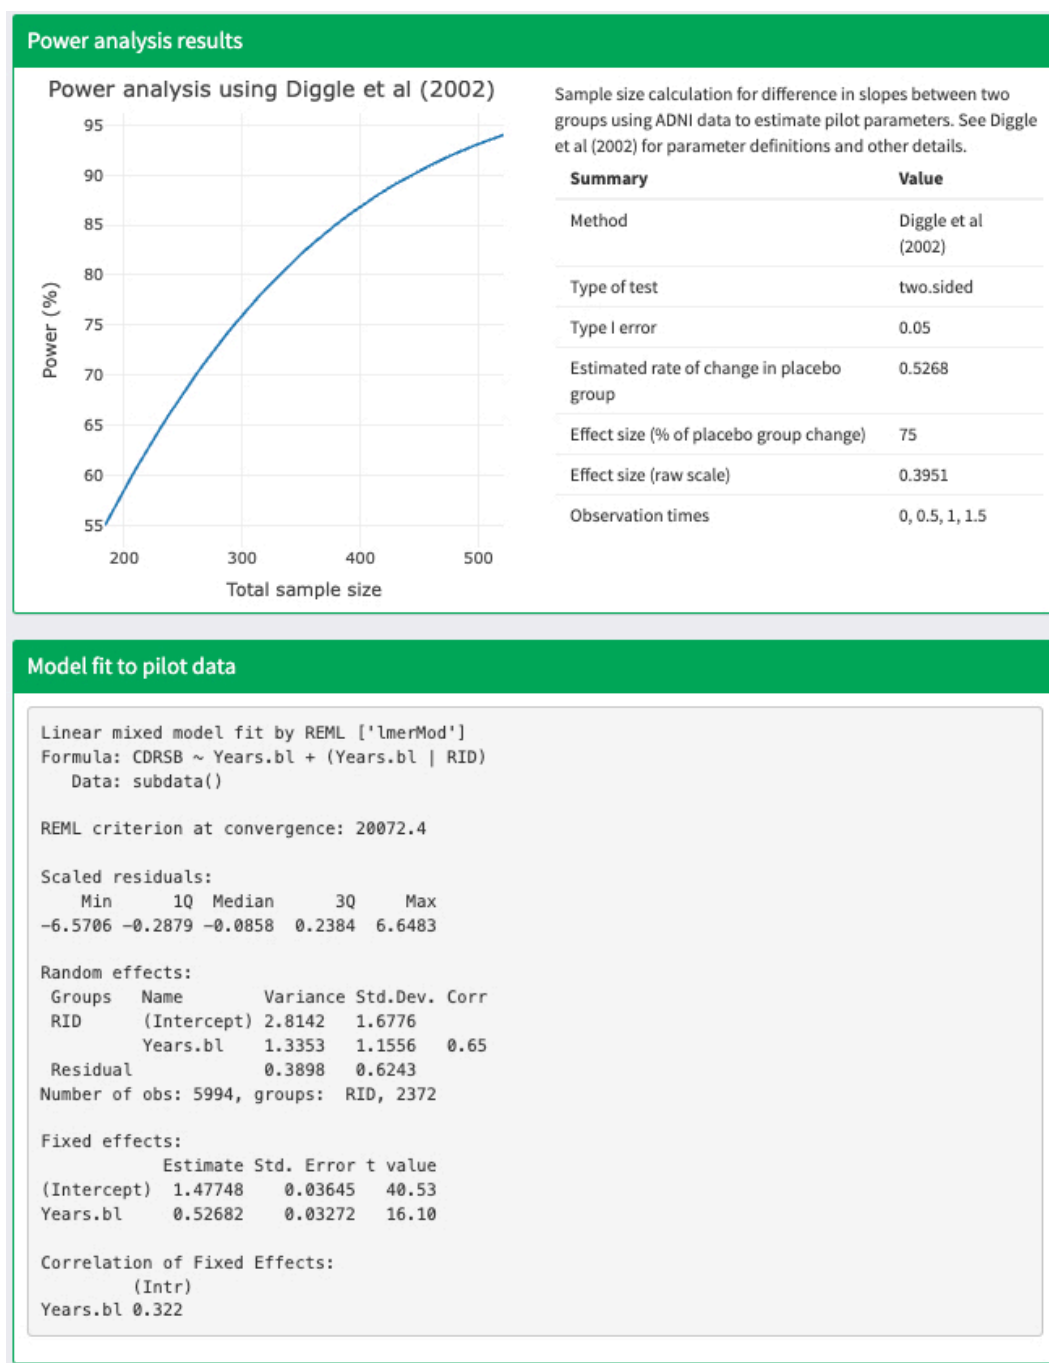 Power analysis results
Power analysis using Diggle et al (2002)
95
90
85
80
75
70
65
60
55
Power (%)
200 300 400 500
Total sample size
Sample size calculation for difference in slopes between two
groups using ADNI data to estimate pilot parameters. See Diggle
et al (2002) for parameter definitions and other details.
Summary Value
Method Diggle et al
(2002)
Type of test two.sided
Type I error 0.05
Estimated rate of change in placebo 0.5268
group
Effect size (% of placebo group change) 75
Effect size (raw scale) 0.3951
Observation times 0, 0.5, 1, 1.5
Model fit to pilot data
Linear mixed model fit by REML ['lmerMod']
Formula: CDRSB ~ Years.bl + (Years.bl | RID)
Data: subdata()
REML criterion at convergence: 20072.4
Scaled residuals:
Min 1Q Median 3Q Max
-6.5706 -0.2879 -0.0858 0.2384 6.6483
Random effects:
Groups Name Variance Std.Dev. Corr
RID (Intercept) 2.8142 1.6776
Years.bl 1.3353 1.1556 0.65
Residual 0.3898 0.6243
Number of obs: 5994, groups: RID, 2372
Fixed effects:
Estimate Std. Error t value
(Intercept) 1.47748 0.03645 40.53
Years.bl 0.52682 0.03272 16.10
Correlation of Fixed Effects:
(Intr)
Years.bl 0.322